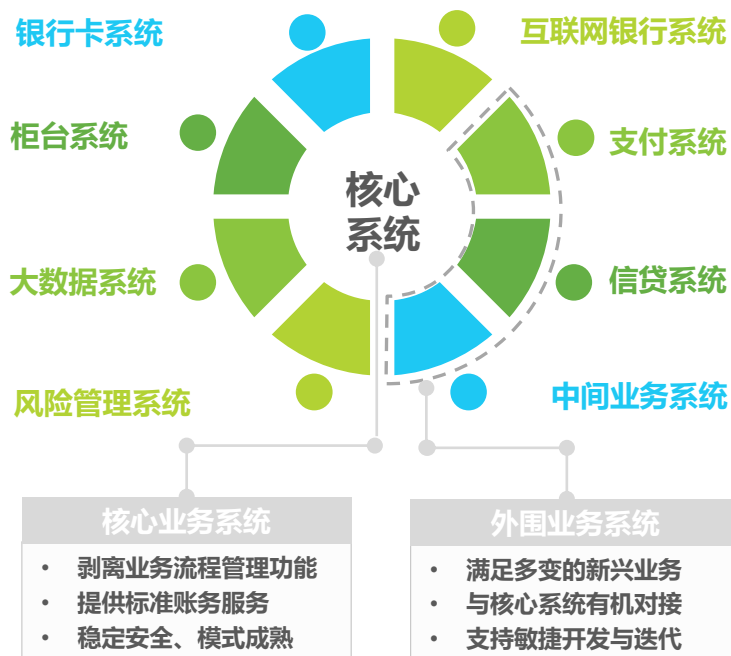 银行卡系统
互联网银行系统
柜台系统
支付系统
核心
系统
大数据系统
信贷系统
风险管理系统
中间业务系统
核心业务系统
• 剥离业务流程管理功能
• 提供标准账务服务
• 稳定安全、模式成熟
外围业务系统
• 满足多变的新兴业务
• 与核心系统有机对接
• 支持敏捷开发与迭代